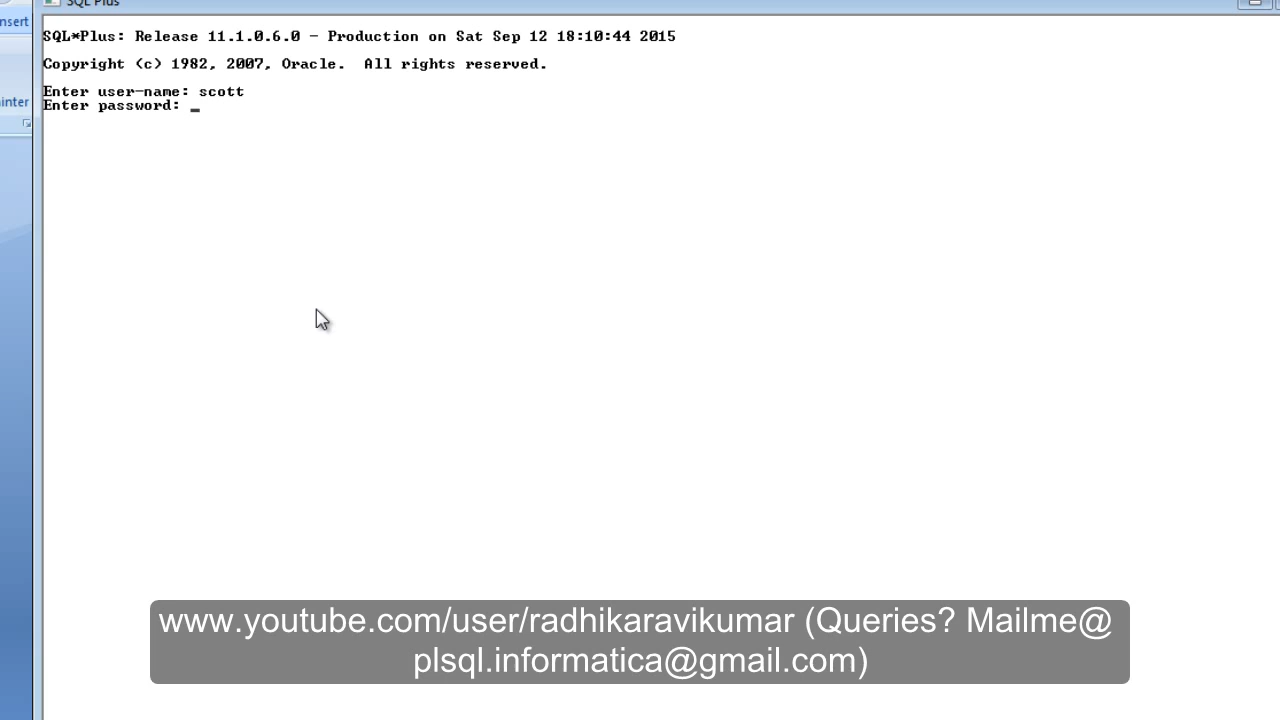 SQL Plus
nsert
SQL*Plus: Release 11.1.0.6.0 - Production on Sat Sep 12 18:10:44 2015
Copyright (c) 1982, 2007, Oracle.  All rights reserved.
Enter user-name: scott
inter
Enter password: _
www.youtube.com/user/radhikaravikumar (Queries? Mailme@
plsql.informatica@gmail.com)